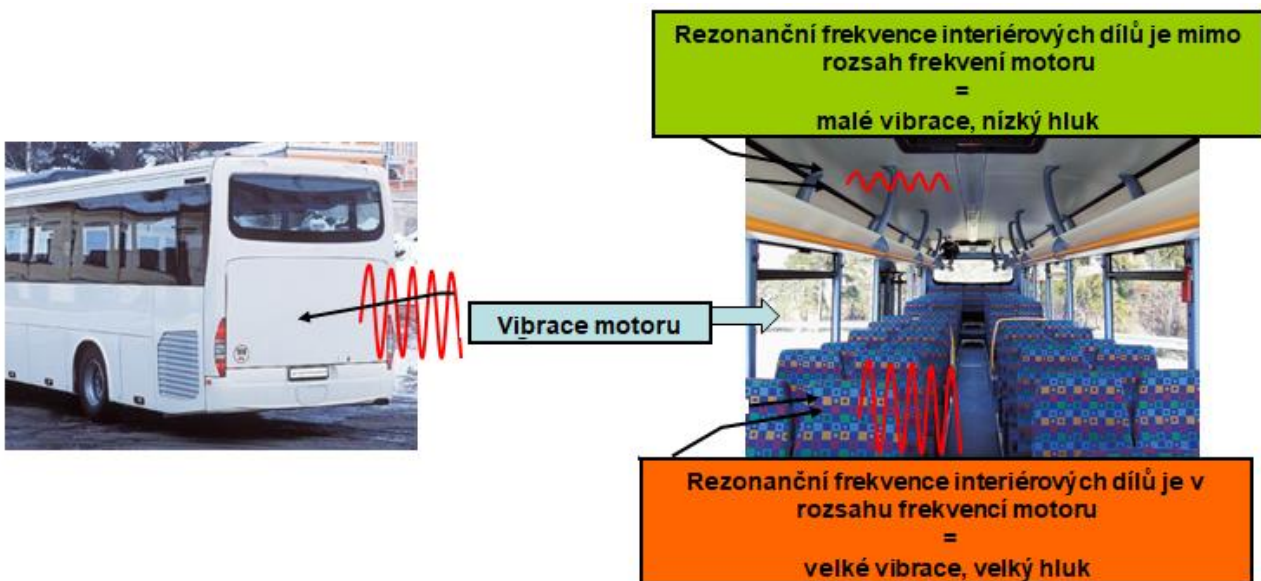 Rezonanční frekvence interiérových dílů je mimo
rozsah frekvení motoru
=
malé vibrace, nízký hluk
Vibrace motoru
Rezonanční frekvence interiérových dílů je v
rozsahu frekvencí motoru
=
velké vibrace, velký hluk